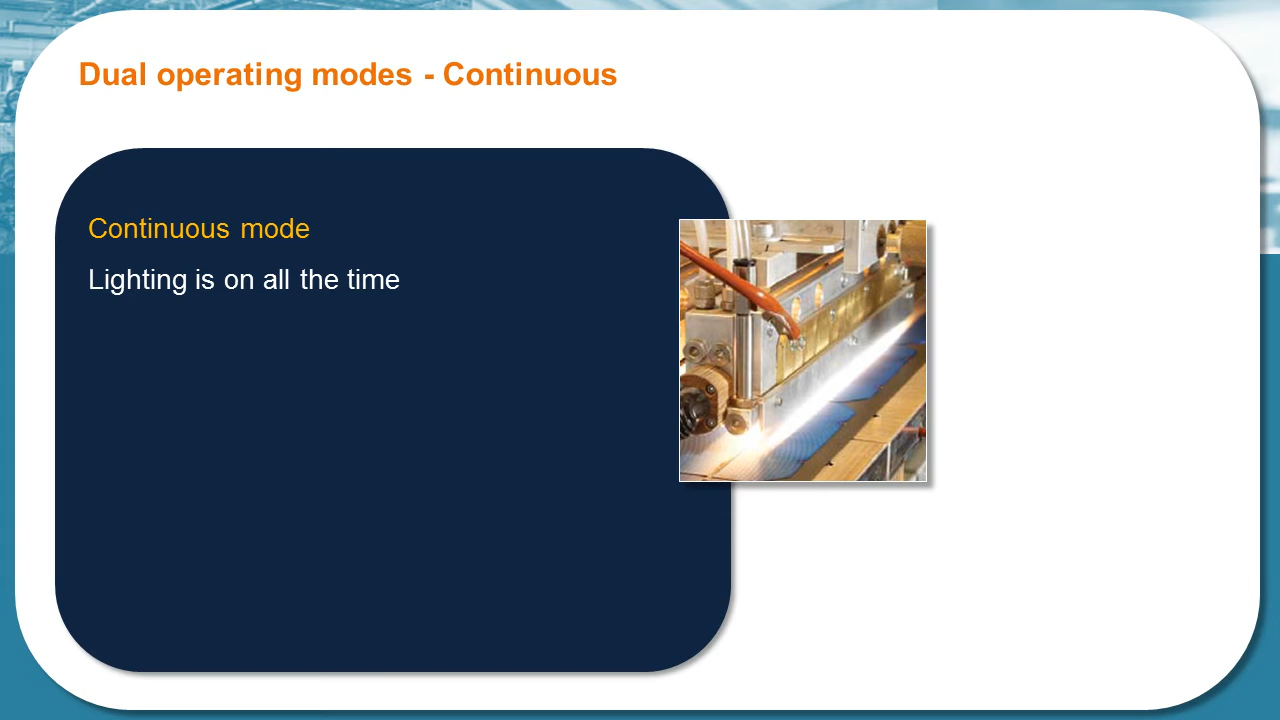 Dual operating modes - Continuous
Continuous mode
Lighting is on all the time